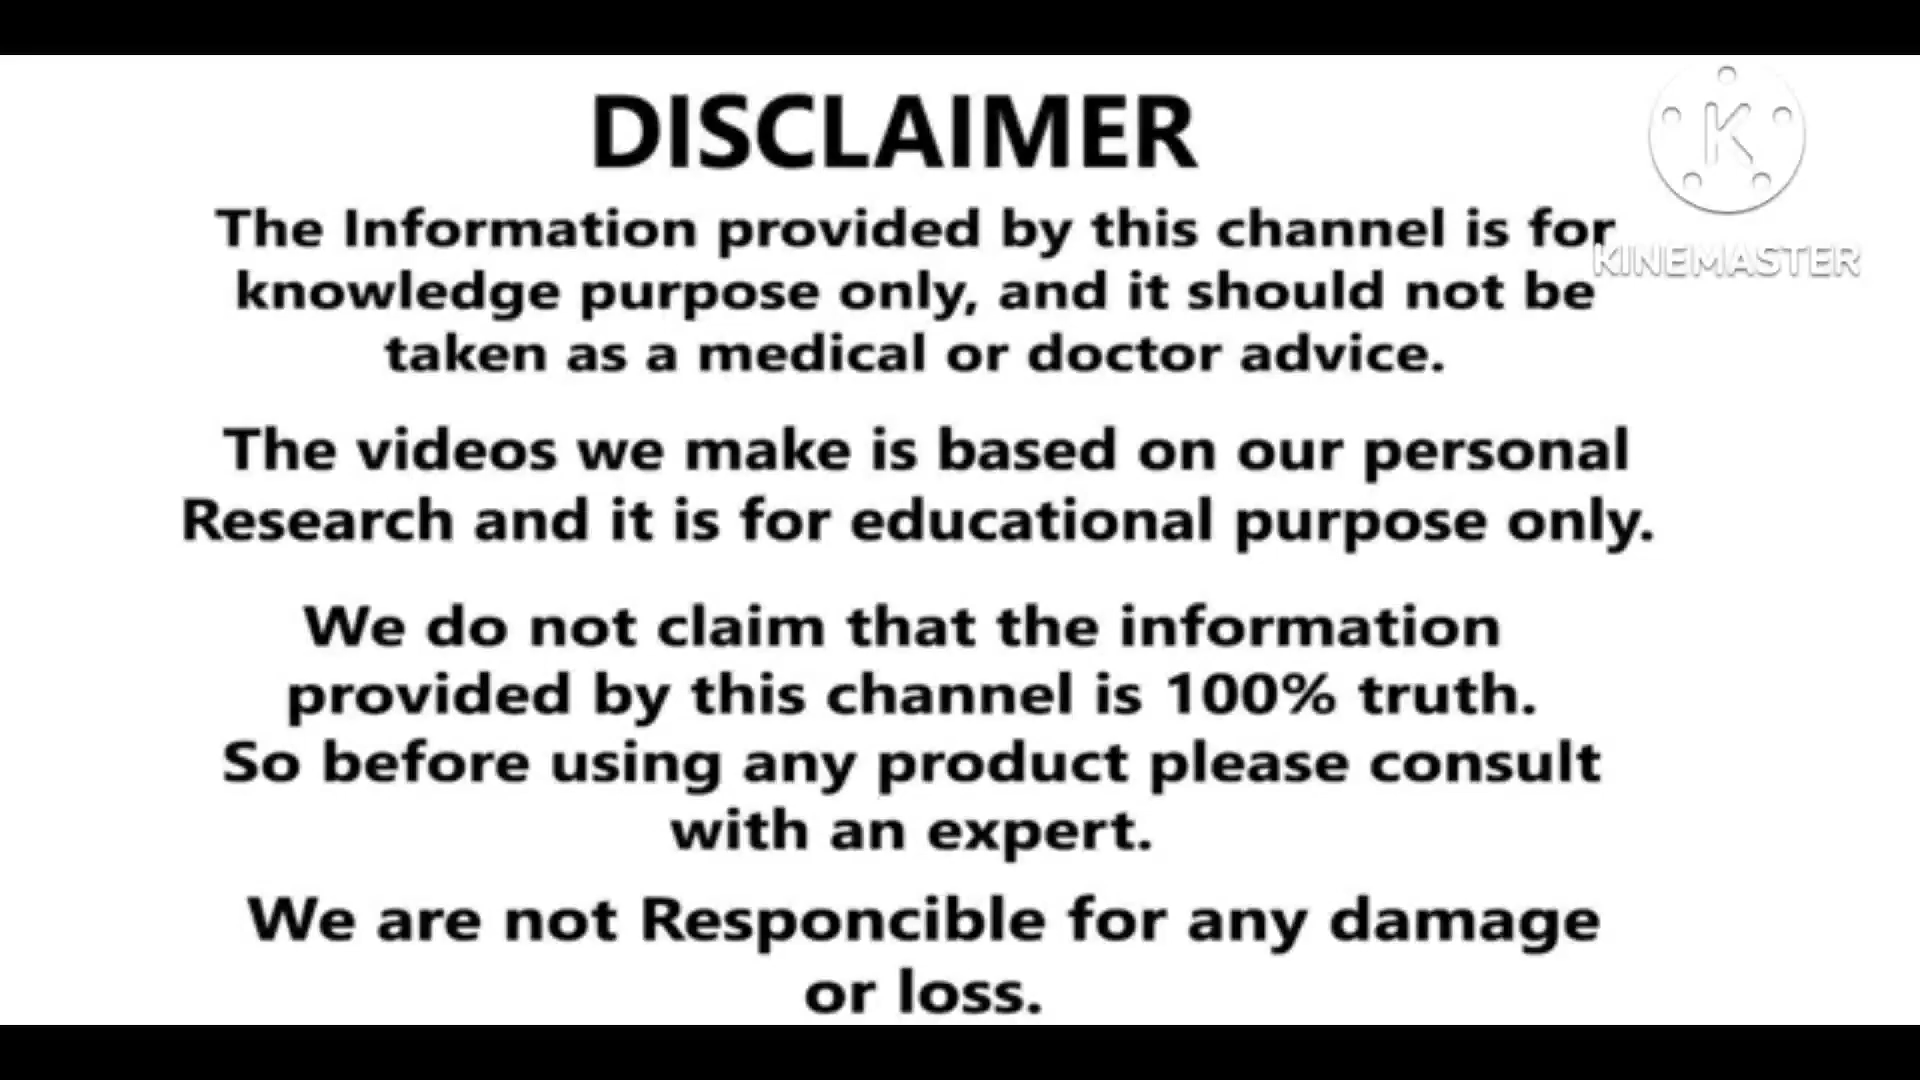 DISCLAIMER
The Information provided by this channel is for
knowledge purpose only, and it should not be
taken as a medical or doctor advice.
The videos we make is based on our personal
Research and it is for educational purpose only.
We do not claim that the information
provided by this channel is 100% truth.
So before using any product please consult
with an expert.
We are not Responcible for any damage
or loss.
K
KINEMASTER